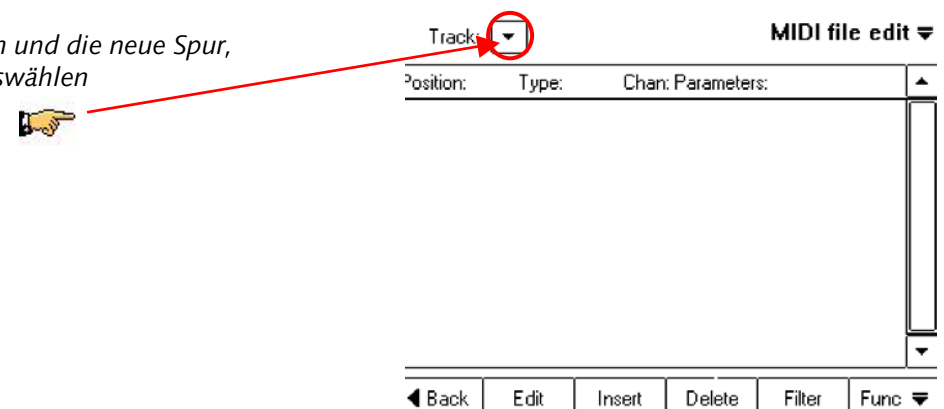 n und die neue Spur,
swählen
Track:
MIDI file edit
Position: Type: Chan: Parameters:
Back Edit Insert Delete Filter Func